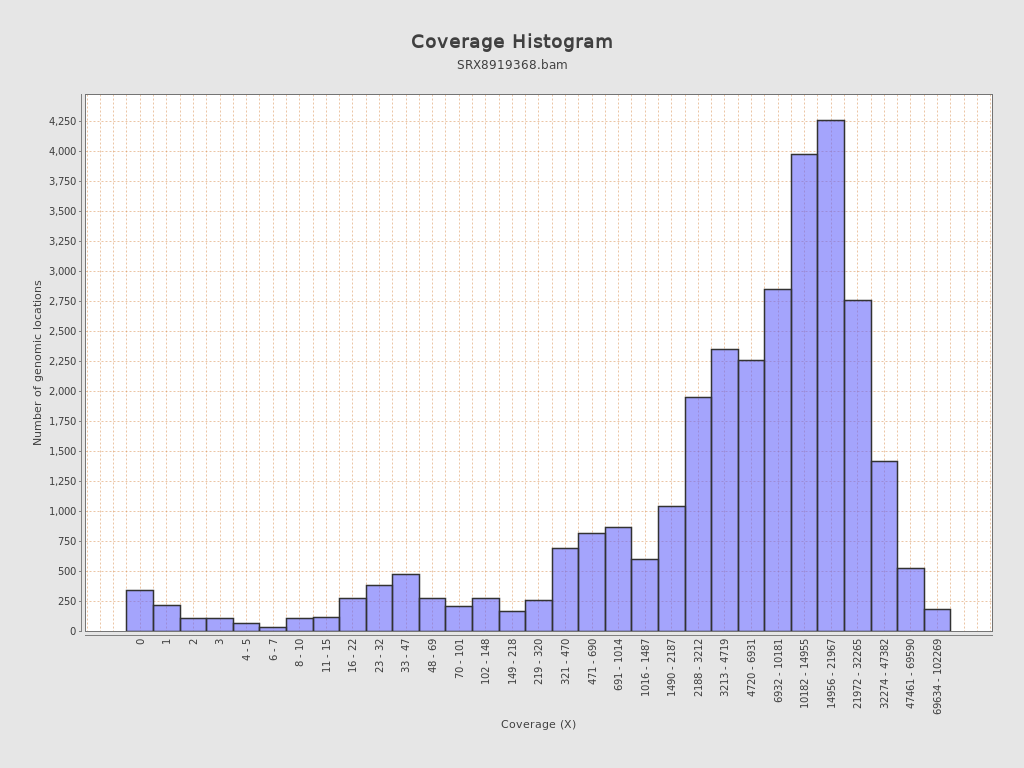 Coverage Histogram
SRX8919368.bam
Number of genomic locations
4,250
4,000
3,750
3,500
3,250
3,000
2,750
2,500
2,250
2,000
1,750
1,500
1,250
1,000
750
500
250
0
0
1
2
3
4 - 5
6 - 7
8 - 10
11 - 15
16 - 22
23 - 32
33 - 47
48 - 69
70 - 101
102 - 148
149 - 218
219 - 320
321 - 470
471 - 690
691 - 1014
1016 - 1487
1490 - 2187
2188 - 3212
3213 - 4719
4720 - 6931
6932 - 10181
10182 - 14955
14956 - 21967
21972 - 32265
32274 - 47382
47461 - 69590
69634 - 102269
Coverage (X)